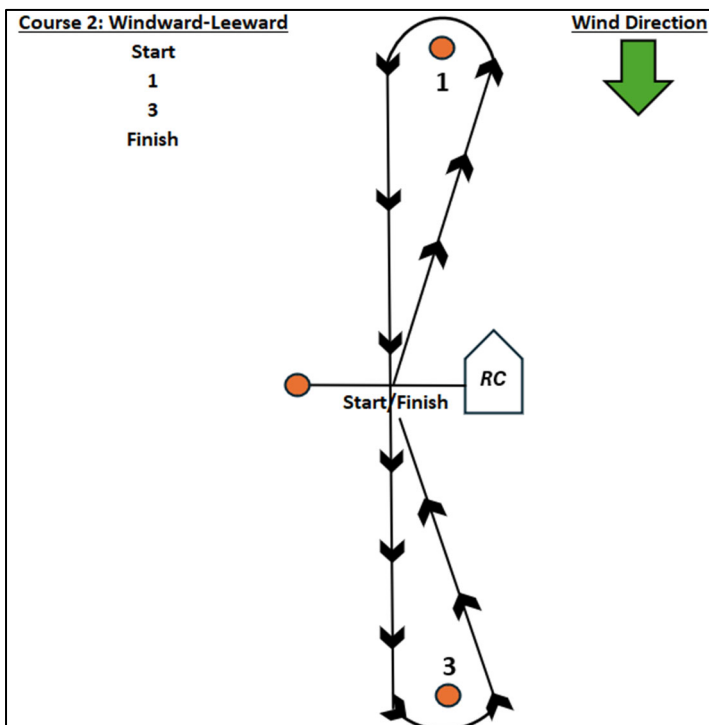 Course 2: Windward-Leeward
Start
1
3
Finish
Wind Direction
1
RC
Start/Finish
3